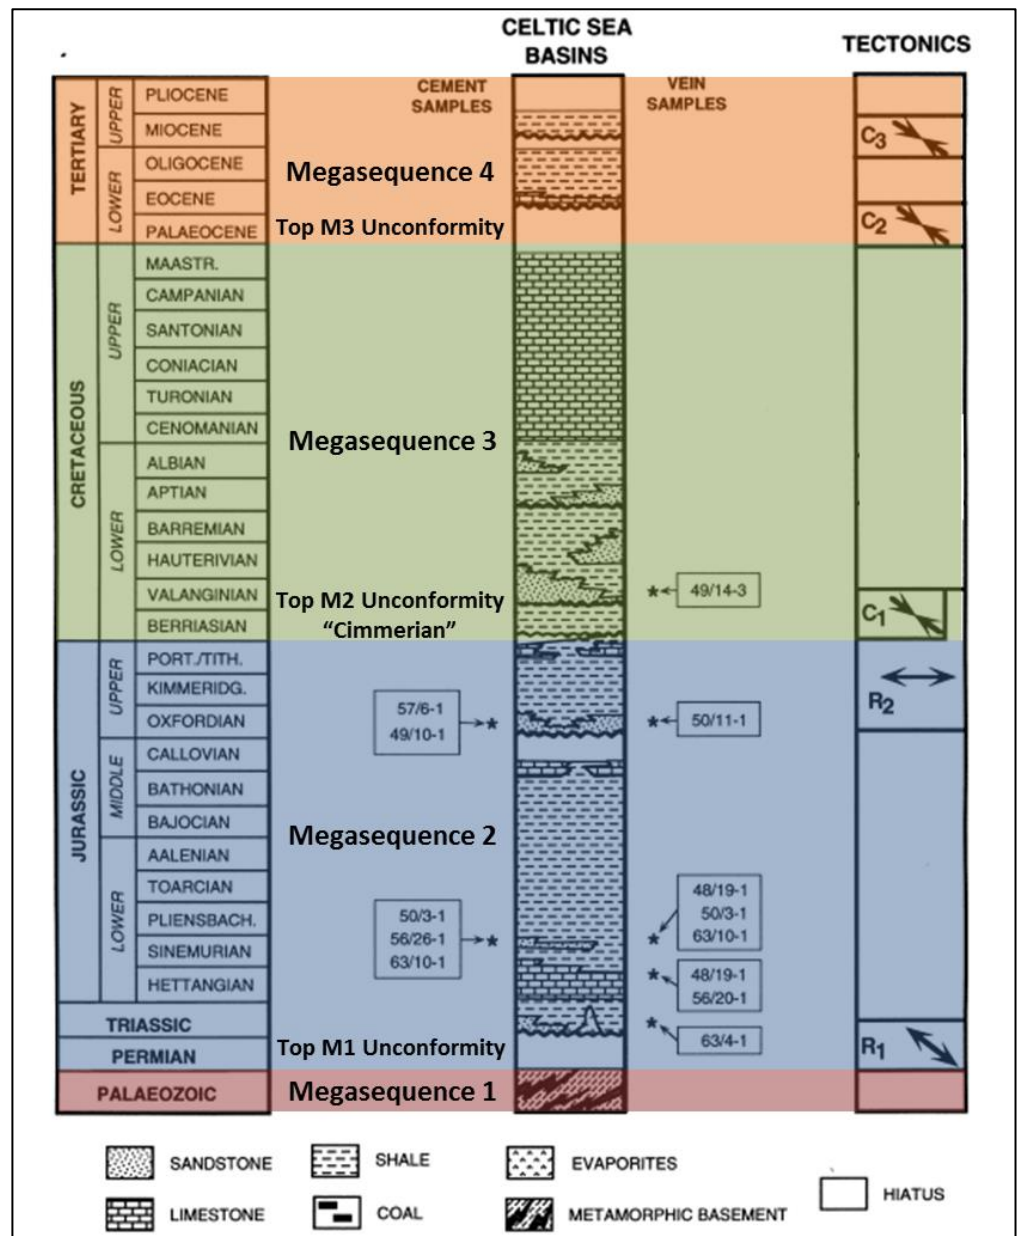 CELTIC SEA
BASINS
TECTONICS
CEMENT
SAMPLES
VEIN
SAMPLES
TERTIARY
UPPER
PLIOCENE
MIOCENE
C3
LOWER
OLIGOCENE
Megasequence 4
EOCENE
PALAEOCENE
Top M3 Unconformity
C2
CRETACEOUS
UPPER
MAASTR.
CAMPANIAN
SANTONIAN
CONIACIAN
TURONIAN
CENOMANIAN
Megasequence 3
LOWER
ALBIAN
APTIAN
BARREMIAN
HAUTERIVIAN
VALANGINIAN
49/14-3
Top M2 Unconformity
"Cimmerian"
BERRIASIAN
C1
JURASSIC
UPPER
PORT./TITH.
KIMMERIDG.
OXFORDIAN
57/6-1
49/10-1
50/11-1
R2
MIDDLE
CALLOVIAN
BATHONIAN
BAJOCIAN
Megasequence 2
LOWER
AALENIAN
TOARCIAN
PLIENSBACH.
SINEMURIAN
HETTANGIAN
50/3-1
56/26-1
63/10-1
48/19-1
50/3-1
63/10-1
48/19-1
56/20-1
63/4-1
TRIASSIC
PERMIAN
Top M1 Unconformity
R1
PALAEOZOIC
Megasequence 1
SANDSTONE
SHALE
EVAPORITES
HIATUS
LIMESTONE
COAL
METAMORPHIC BASEMENT